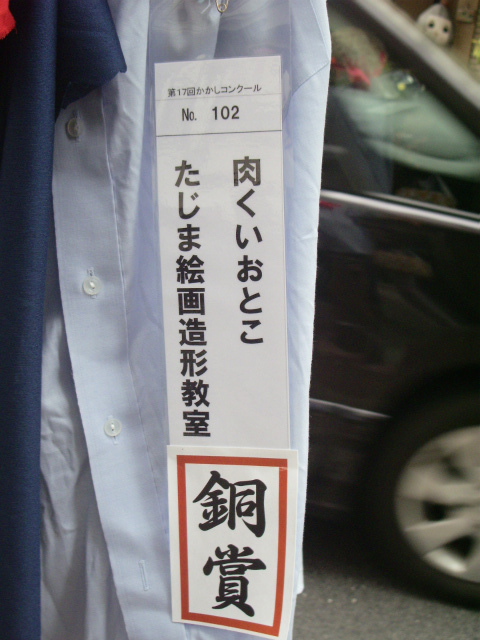 第17回かかしコンクール
No. 102
肉くいおとこ
たじま絵画造形教室
銅賞